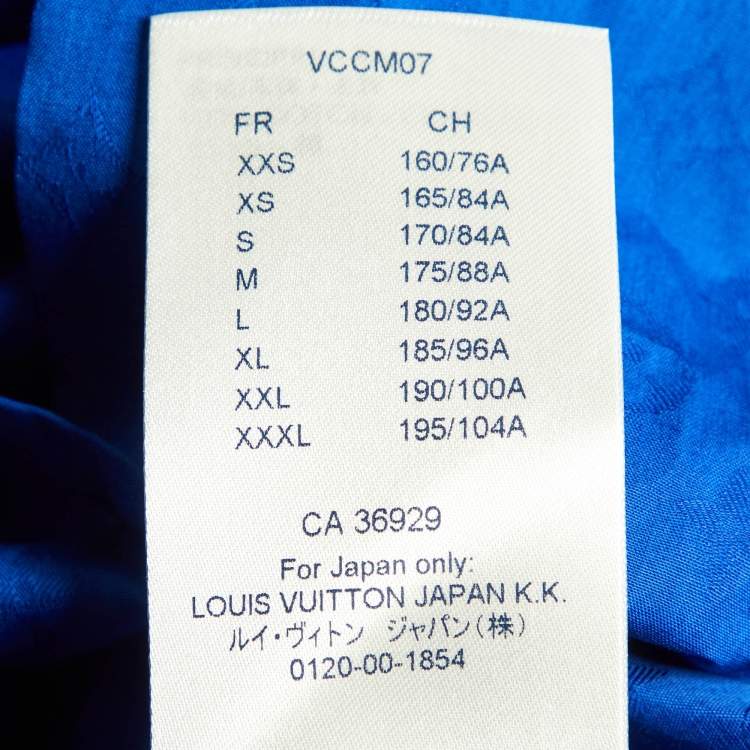 VCCM07
FR CH
XXS 160/76A
XS 165/84A
S 170/84A
M 175/88A
L 180/92A
XL 185/96A
XXL 190/100A
XXXL 195/104A
CA 36929
For Japan only:
LOUIS VUITTON JAPAN K.K.
ルイ・ヴィトン ジャパン(株)
0120-00-1854